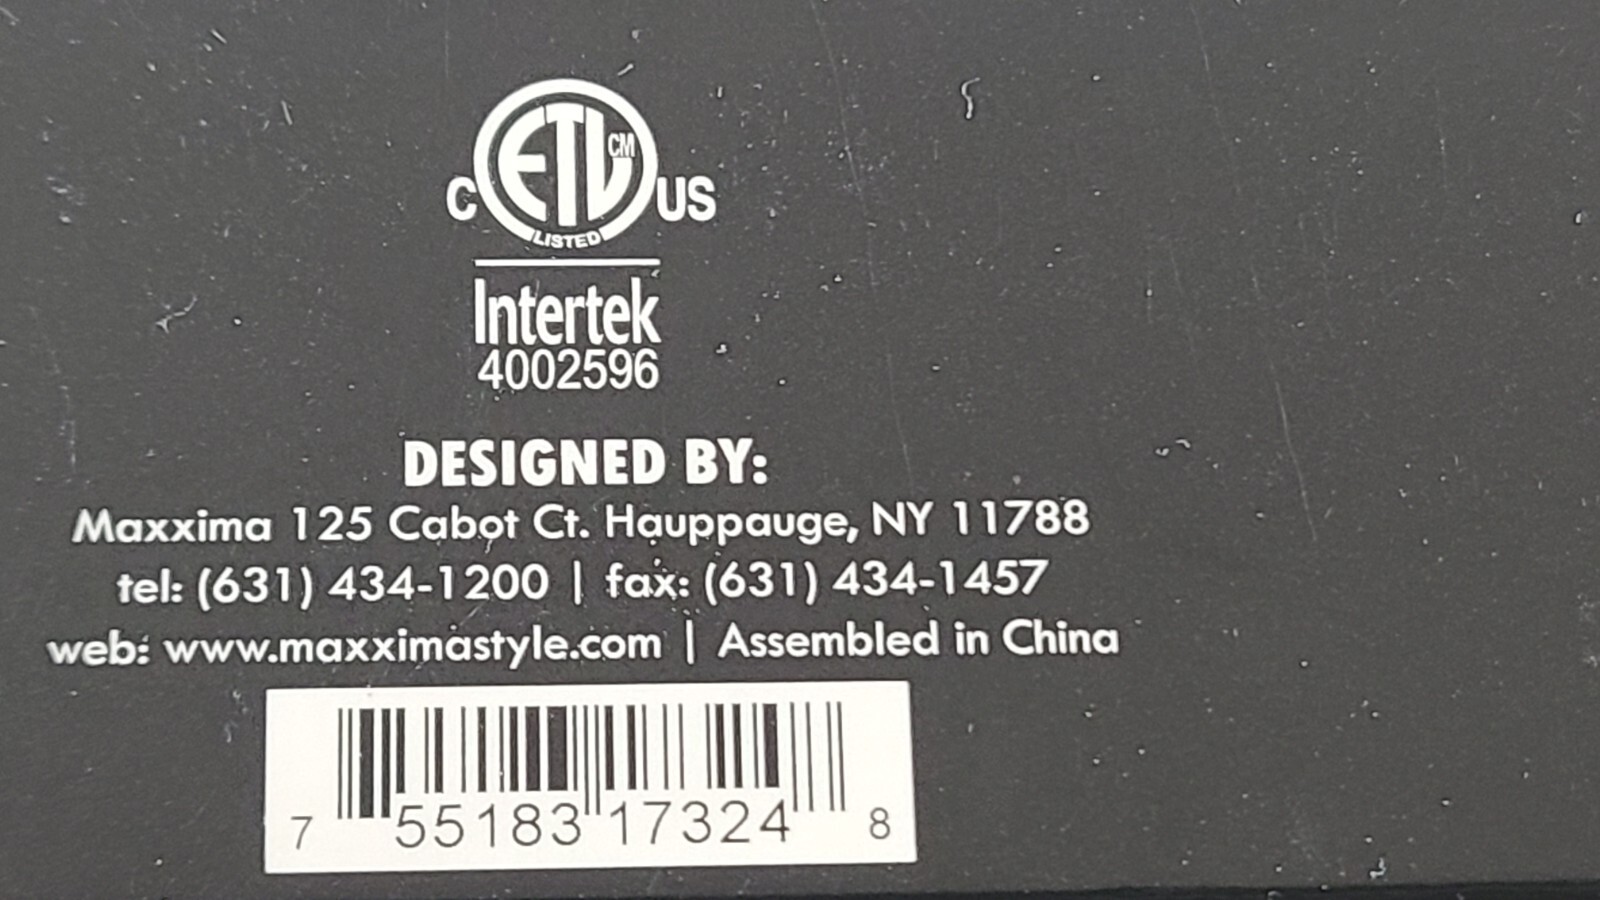 C ETL CM US
LISTED
Intertek
4002596
DESIGNED BY:
Maxxima 125 Cabot Ct. Hauppauge, NY 11788
tel: (631) 434-1200 | fax: (631) 434-1457
web: www.maxximastyle.com | Assembled in China
7 55183 17324 8